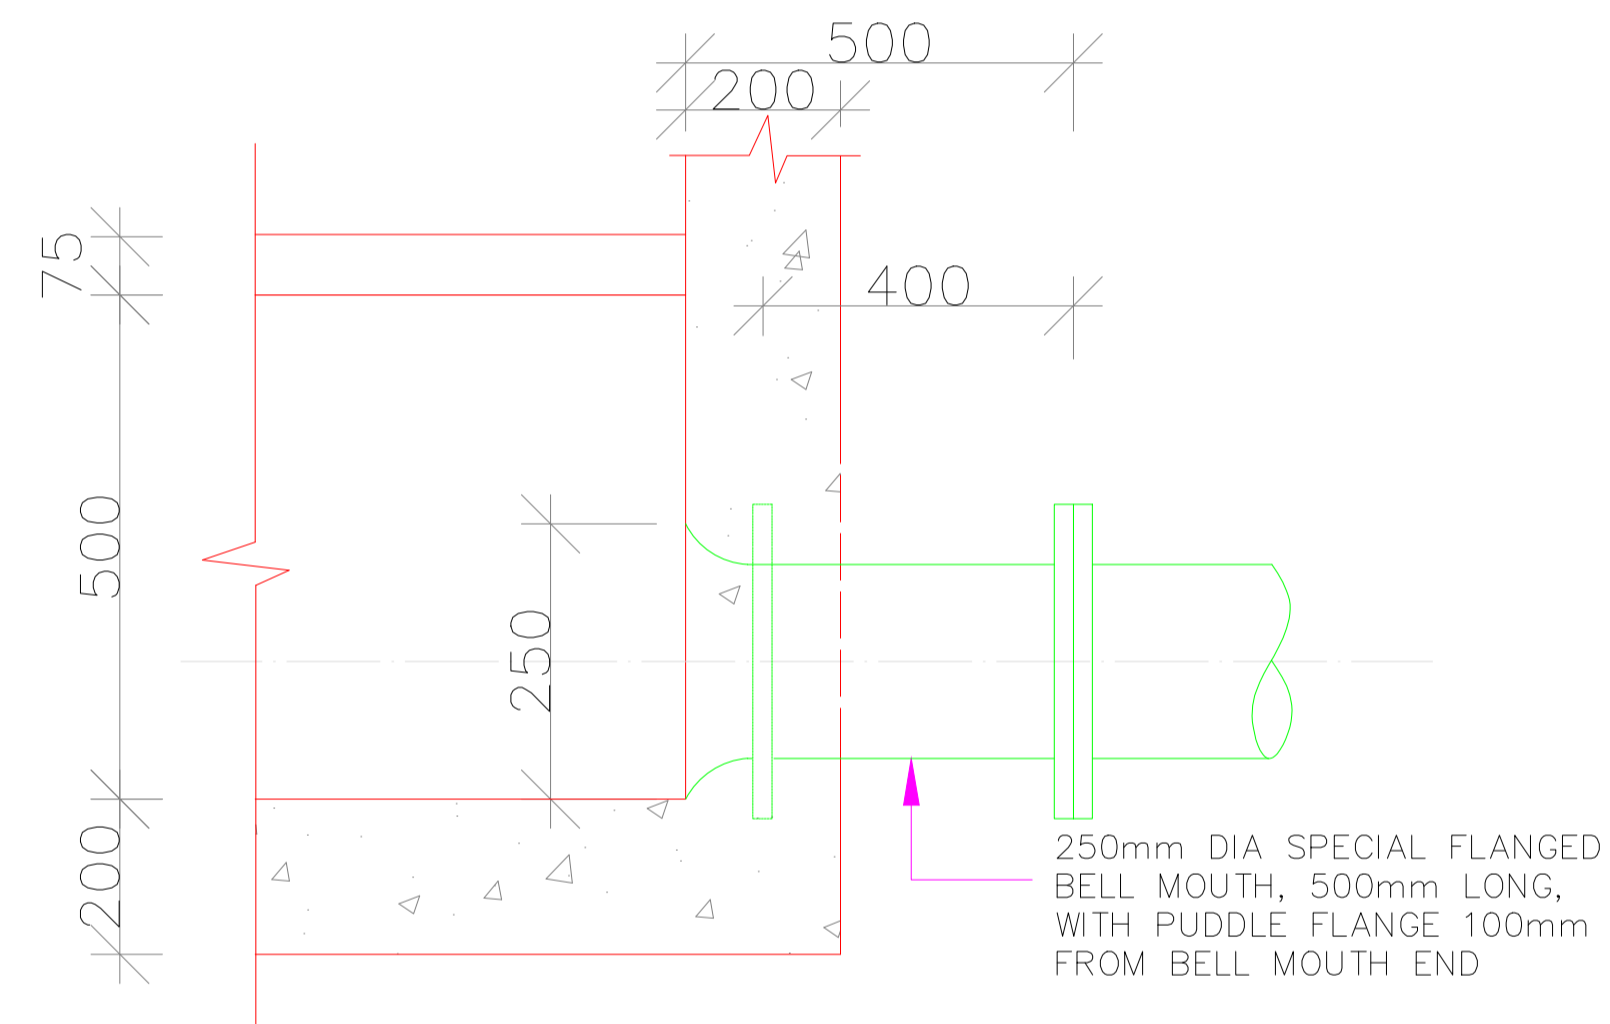 500
200
75
400
500
250
200
250mm DIA SPECIAL FLANGED
BELL MOUTH, 500mm LONG,
WITH PUDDLE FLANGE 100mm
FROM BELL MOUTH END